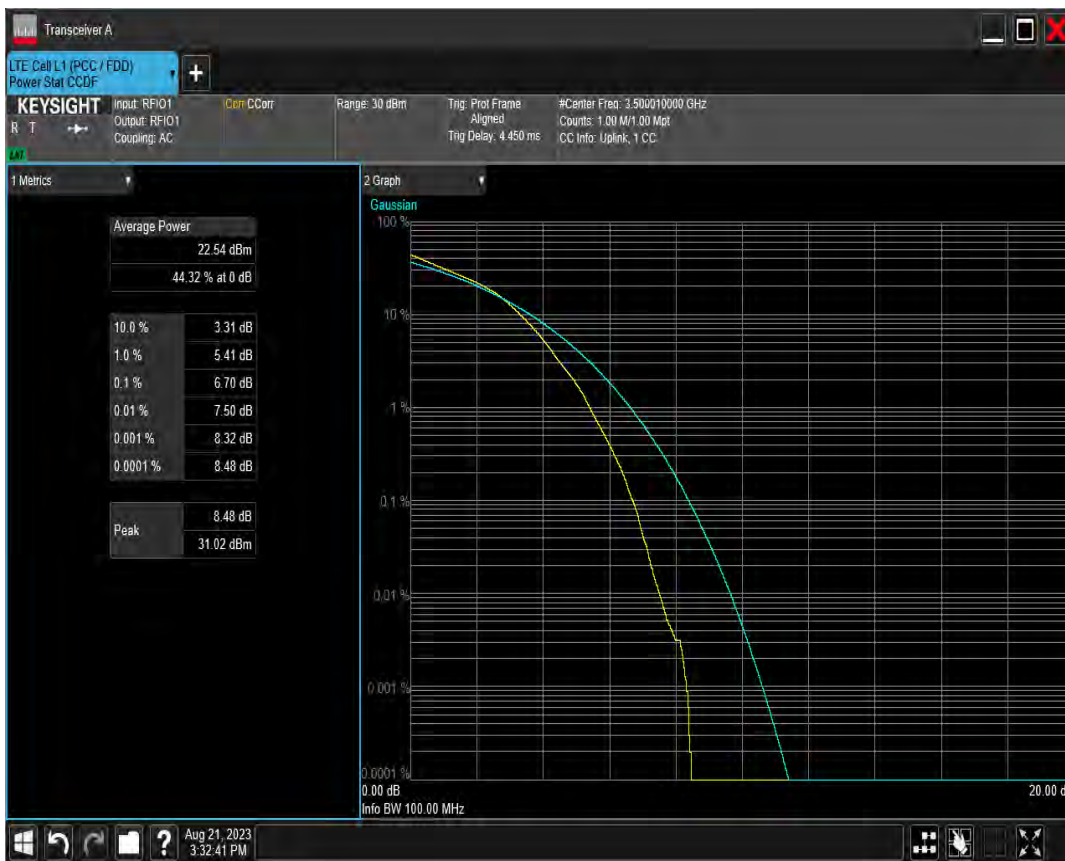 Transceiver A
LTE Cell L1 (PCC / FDD)
Power Stat CCDF
+
KEYSIGHT
R T
LXI
Input: RFIO1
Output: RFIO1
Coupling: AC
Corr CCorr
Range: 30 dBm
Trig: Prot Frame
Aligned
Trig Delay: 4.450 ms
#Center Freq: 3.500010000 GHz
Counts: 1.00 M/1.00 Mpt
CC Info: Uplink, 1 CC
1 Metrics
Average Power
22.54 dBm
44.32 % at 0 dB
10.0 % 3.31 dB
1.0 % 5.41 dB
0.1 % 6.70 dB
0.01 % 7.50 dB
0.001 % 8.32 dB
0.0001 % 8.48 dB
Peak
8.48 dB
31.02 dBm
2 Graph
Gaussian
100 %
10 %
1 %
0.1 %
0.01 %
0.001 %
0.0001 %
0.00 dB
20.00 d
Info BW 100.00 MHz
?
Aug 21, 2023
3:32:41 PM